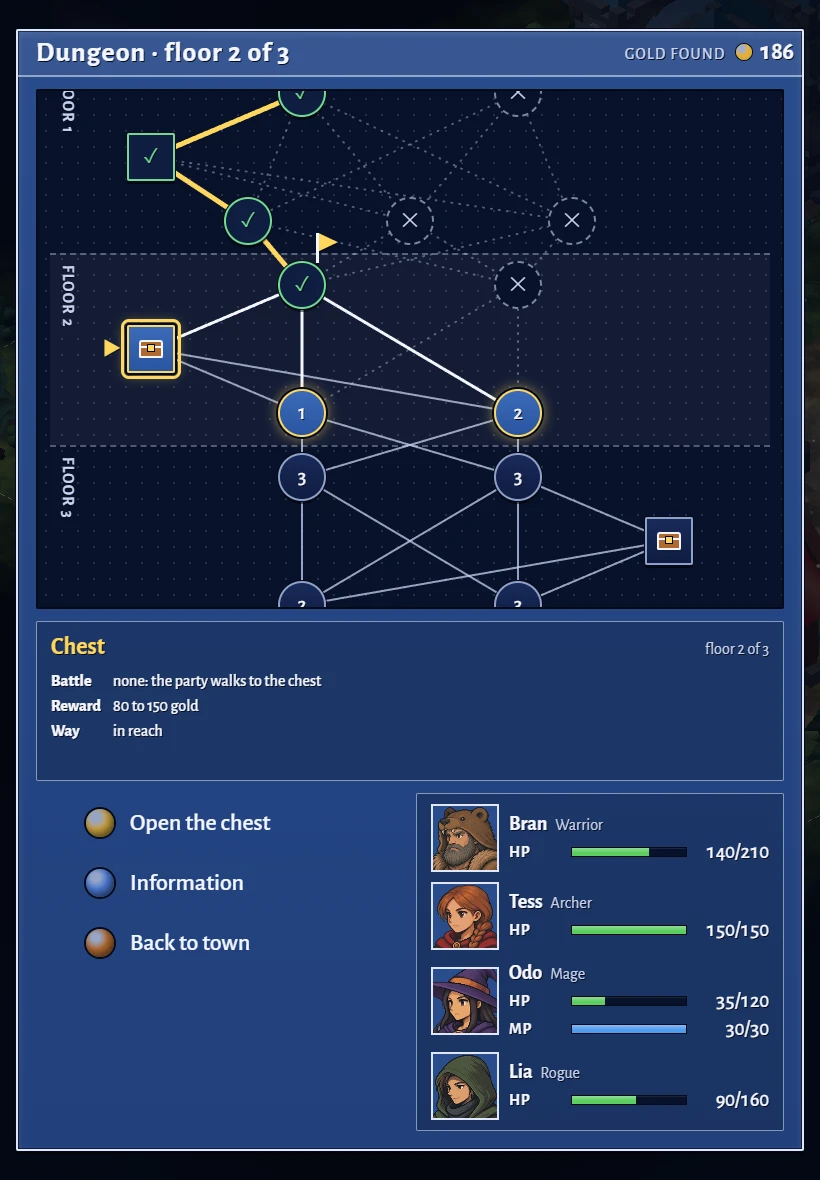 Dungeon · floor 2 of 3
GOLD FOUND 186
FLOOR 2
1
2
FLOOR 3
3
3
Chest
floor 2 of 3
Battle none: the party walks to the chest
Reward 80 to 150 gold
Way in reach
Open the chest
Information
Back to town
Bran Warrior
HP 140/210
Tess Archer
HP 150/150
Odo Mage
HP 35/120
MP 30/30
Lia Rogue
HP 90/160